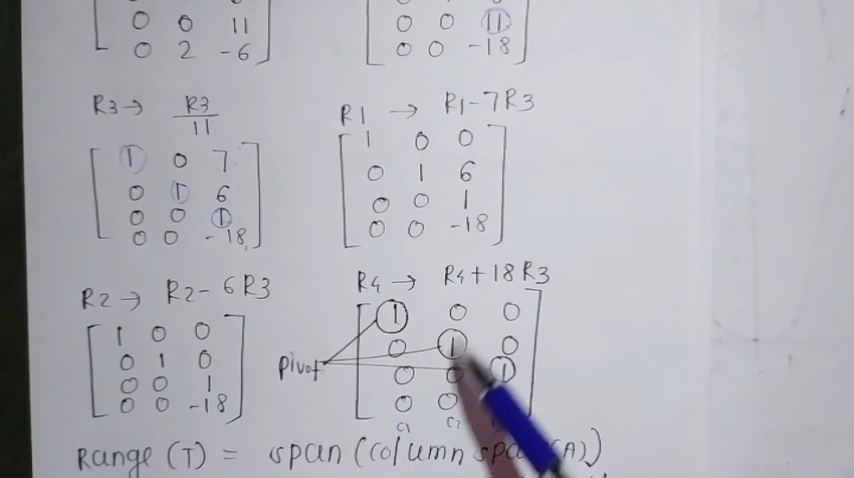 0 0 11
0 2 -6
0 0 11
0 0 -18
R3→ R3/11
1 0 7
0 1 6
0 0 1
0 0 -18
R1 → R1-7R3
1 0 0
0 1 6
0 0 1
0 0 -18
R2→ R2-6R3
1 0 0
0 1 0
0 0 1
0 0 -18
R4→ R4+18R3
1 0 0
0 1 0
0 0 1
0 0
C1 C2
Pivot
Range (T) = span (column A))